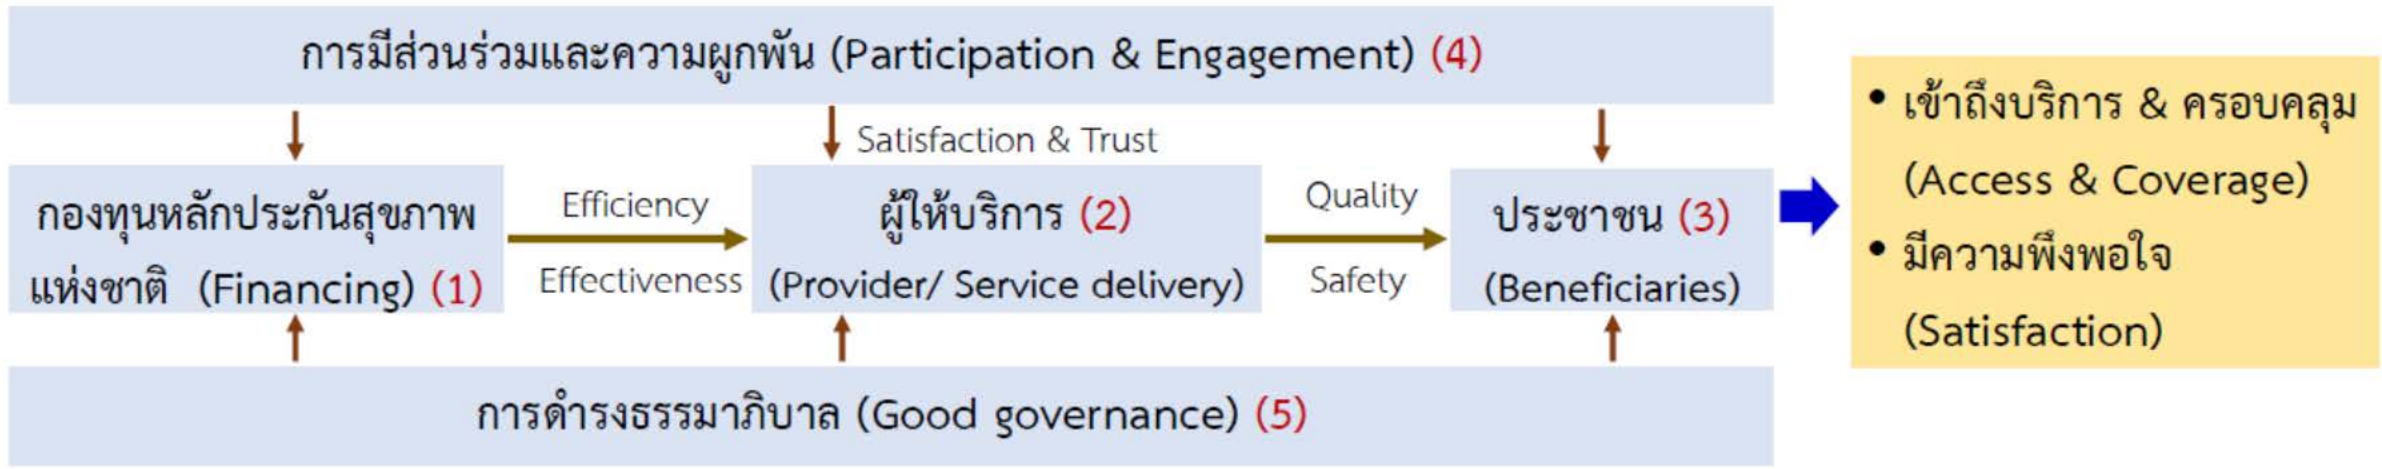 การมีส่วนร่วมและความผูกพัน (Participation & Engagement) (4)
Satisfaction & Trust
กองทุนหลักประกันสุขภาพ
แห่งชาติ (Financing) (1)
Efficiency
Effectiveness
ผู้ให้บริการ (2)
(Provider/ Service delivery)
Quality
Safety
ประชาชน (3)
(Beneficiaries)
การดำรงธรรมาภิบาล (Good governance) (5)
• เข้าถึงบริการ & ครอบคลุม
(Access & Coverage)
• มีความพึงพอใจ
(Satisfaction)